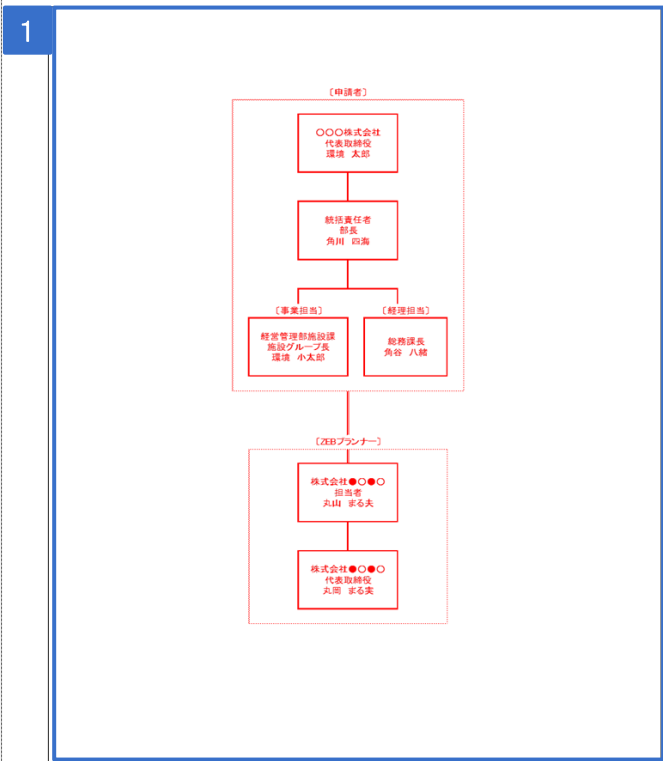 1
〔申請者〕
〇〇〇株式会社
代表取締役
環境 太郎
統括責任者
部長
角川 四海
〔事業担当〕
経営管理部施設課
施設グループ長
環境 小太郎
〔経理担当〕
総務課長
角谷 八緒
〔ZEBプランナー〕
株式会社●〇●〇
担当者
丸山 まる夫
株式会社●〇●〇
代表取締役
丸岡 まる実